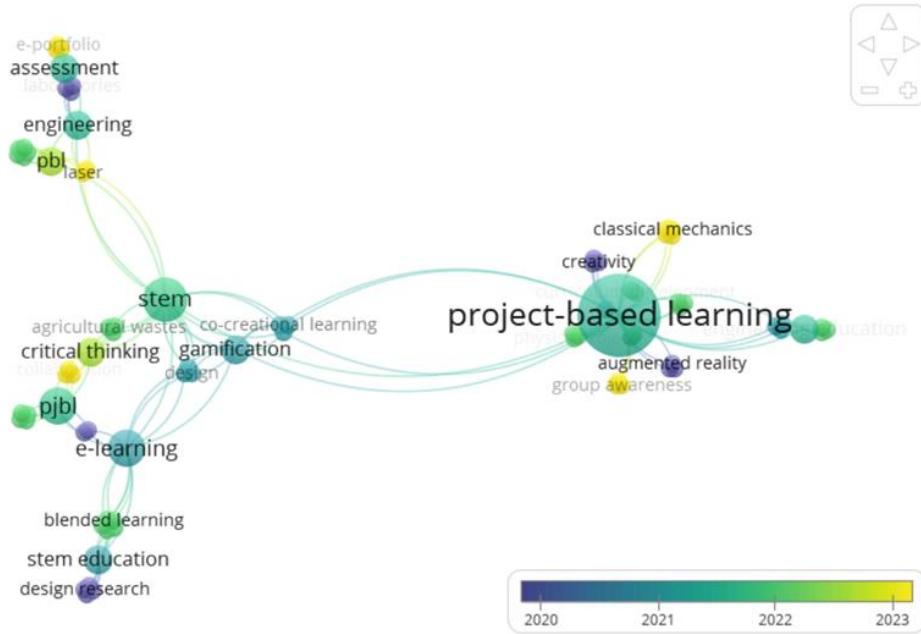 e-portfolio
assessment
laboratories
engineering
pbl
laser
classical mechanics
creativity
stem
project-based learning
agricultural wastes
co-creational learning
critical thinking
gamification
design
augmented reality
group awareness
pjbl
e-learning
blended learning
stem education
design research
2020
2021
2022
2023